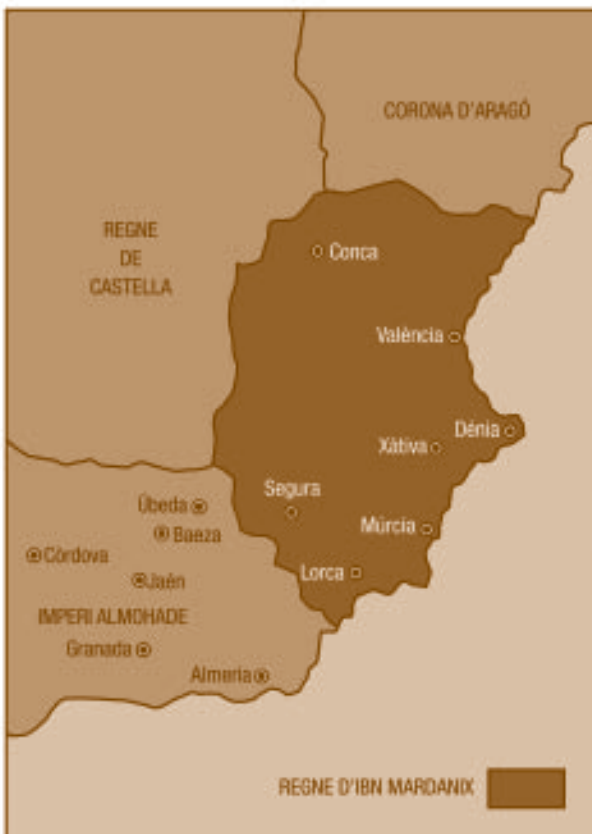 CORONA D'ARAGÓ
REGNE
DE
CASTELLA
Conca
València
Dénia
Xàtiva
Segura
Úbeda
Múrcia
Baeza
Còrdova
Lorca
Jaén
IMPERI ALMOHADE
Granada
Almeria
REGNE D'IBN MARDANIX